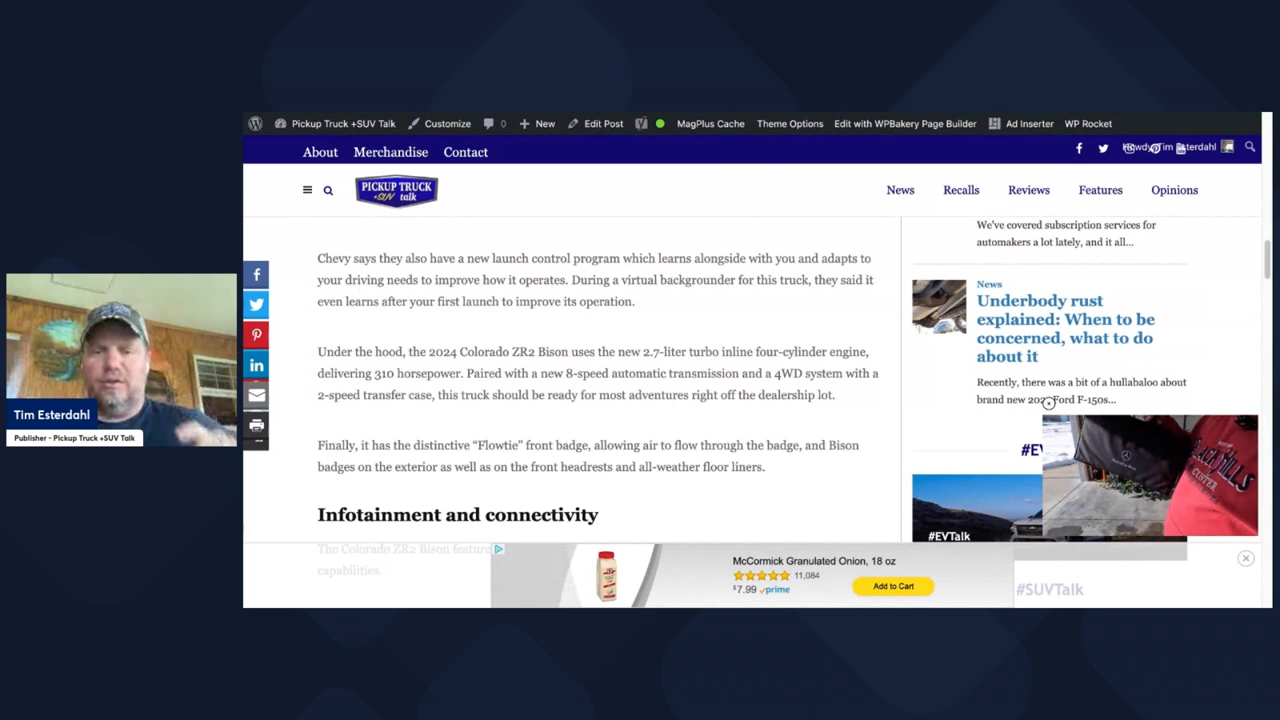 Pickup Truck +SUV Talk
Customize
0
New
Edit Post
MagPlus Cache
Theme Options
Edit with WPBakery Page Builder
Ad Inserter
WP Rocket
About
Merchandise
Contact
Howdy, Tim Esterdahl
PICKUP TRUCK
+SUV talk
News
Recalls
Reviews
Features
Opinions
Chevy says they also have a new launch control program which learns alongside with you and adapts to
your driving needs to improve how it operates. During a virtual backgrounder for this truck, they said it
even learns after your first launch to improve its operation.
Under the hood, the 2024 Colorado ZR2 Bison uses the new 2.7-liter turbo inline four-cylinder engine,
delivering 310 horsepower. Paired with a new 8-speed automatic transmission and a 4WD system with a
2-speed transfer case, this truck should be ready for most adventures right off the dealership lot.
Finally, it has the distinctive “Flowtie” front badge, allowing air to flow through the badge, and Bison
badges on the exterior as well as on the front headrests and all-weather floor liners.
Infotainment and connectivity
The Colorado ZR2 Bison feature
capabilities.
We've covered subscription services for
automakers a lot lately, and it all...
News
Underbody rust
explained: When to be
concerned, what to do
about it
Recently, there was a bit of a hullabaloo about
brand new Ford F-150s...
#EV
BLACK HILLS
CUSTER
#EVTalk
#SUVTalk
McCormick Granulated Onion, 18 oz
11,084
$7.99 prime
Add to Cart
Tim Esterdahl
Publisher - Pickup Truck +SUV Talk